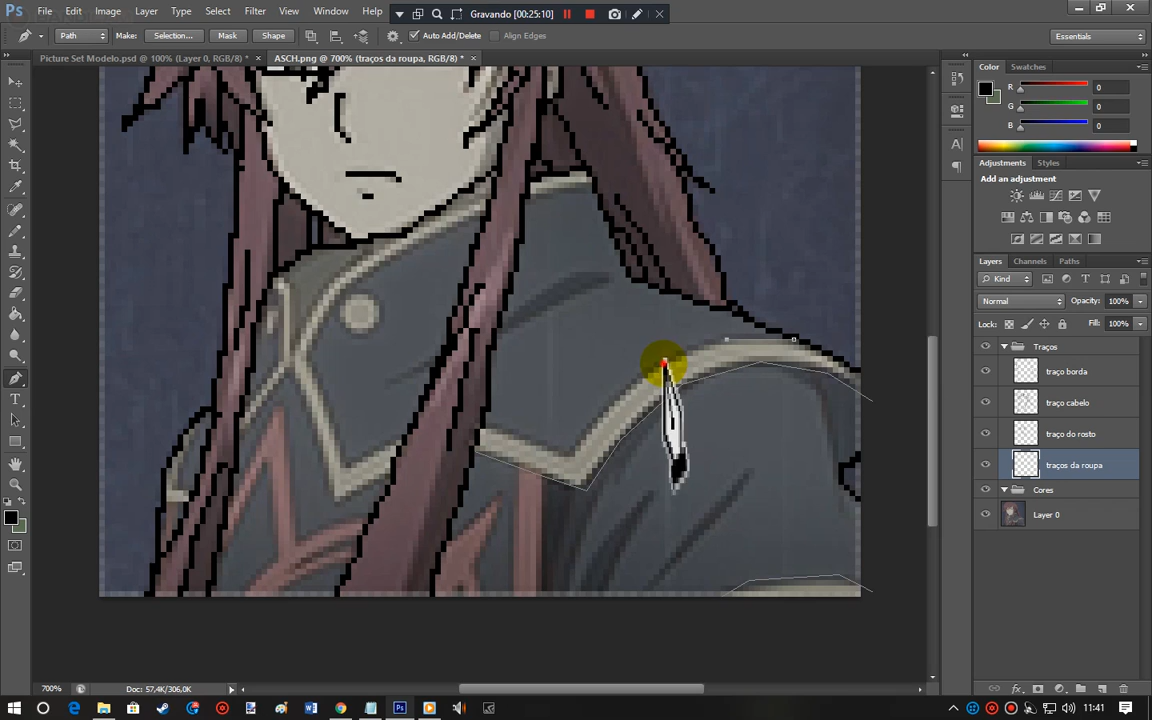 Ps File Edit Image Layer Type Select Filter View Window Help
Gravando [00:25:10]
Path Make: Selection... Mask Shape Auto Add/Delete Align Edges Essentials
Picture Set Modelo.psd @ 100% (Layer 0, RGB/8) * × ASCH.png @ 700% (traços da roupa, RGB/8) * ×
Color Swatches
R 0
G 0
B 0
Adjustments Styles
Add an adjustment
Layers Channels Paths
Kind
Normal Opacity: 100%
Lock: Fill: 100%
Traços
traço borda
traço cabelo
traço do rosto
traços da roupa
Cores
Layer 0
700% Doc: 57,4K/306,0K
11:41